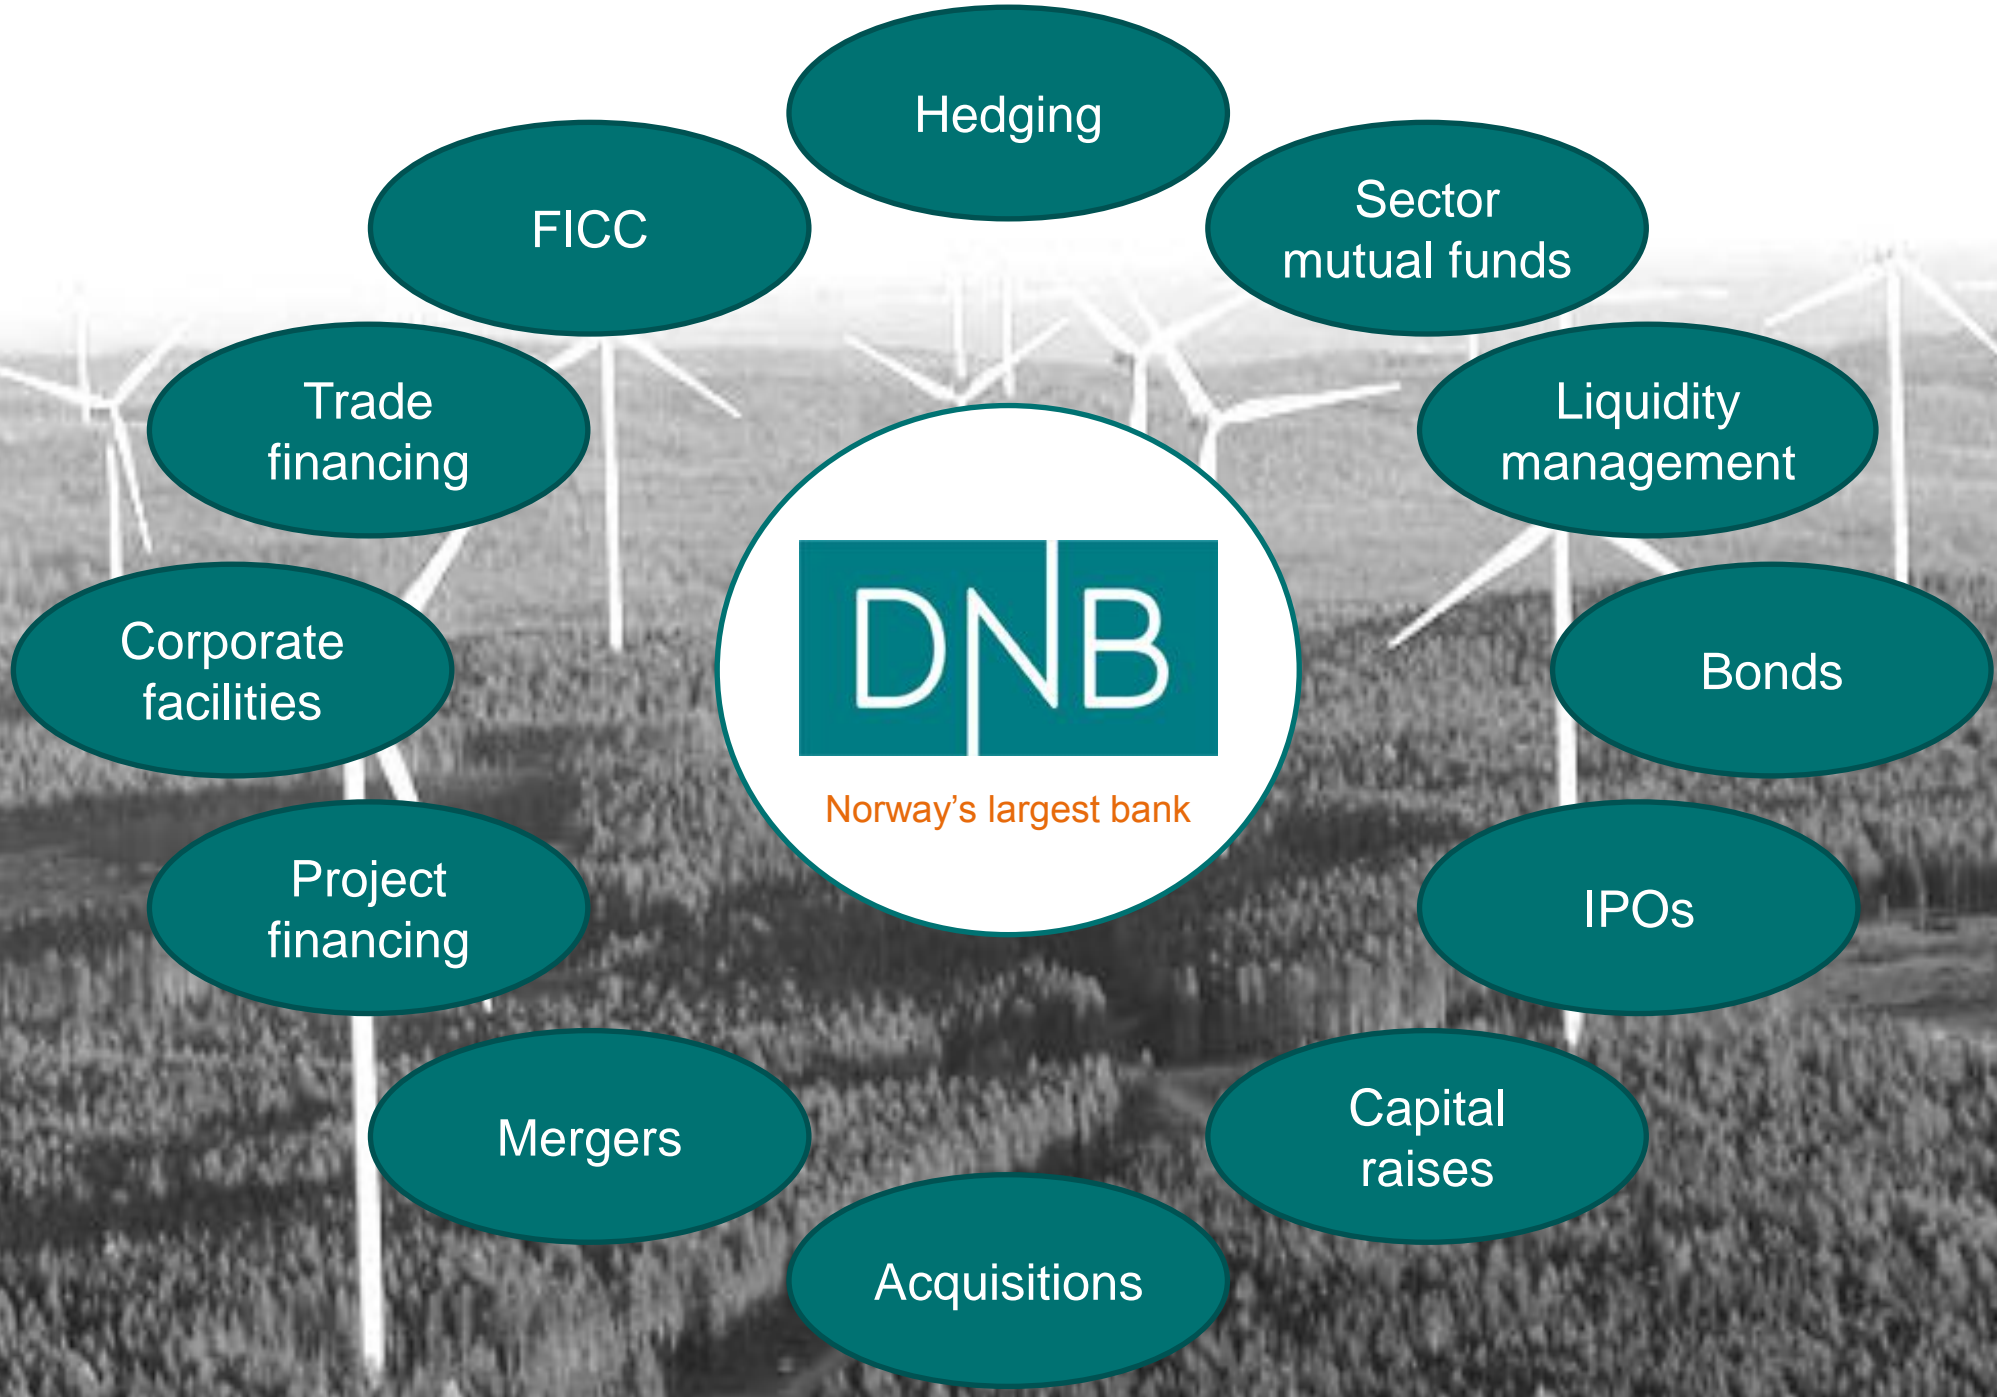 Hedging
FICC
Sector
mutual funds
Trade
financing
Liquidity
management
DNB
Norway's largest bank
Corporate
facilities
Bonds
Project
financing
IPOs
Mergers
Capital
raises
Acquisitions